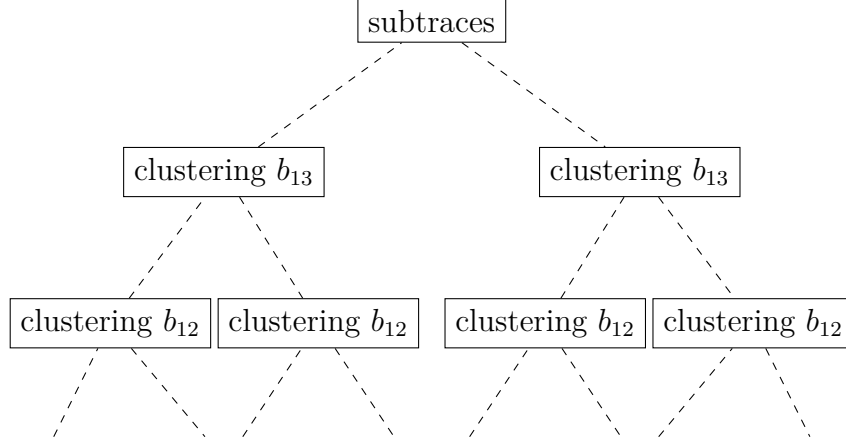 subtraces
clustering b₁₃
clustering b₁₃
clustering b₁₂
clustering b₁₂
clustering b₁₂
clustering b₁₂